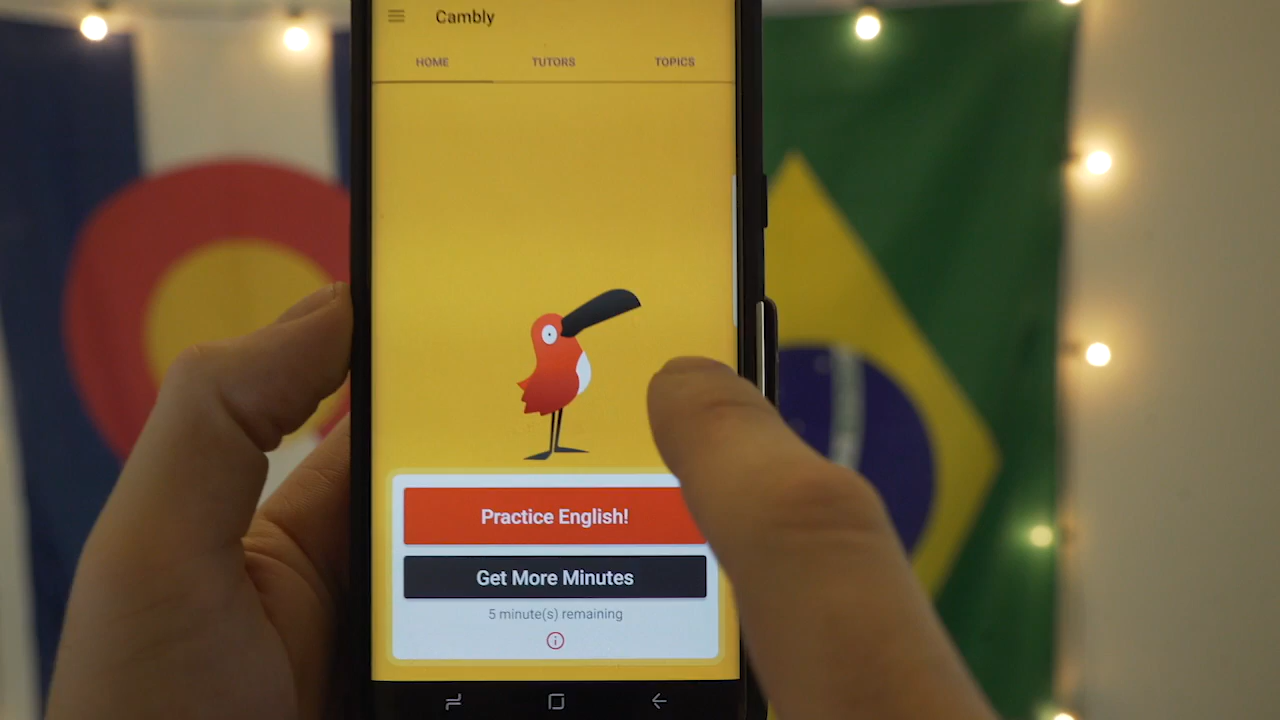 Cambly
HOME TUTORS TOPICS
Practice English!
Get More Minutes
5 minute(s) remaining